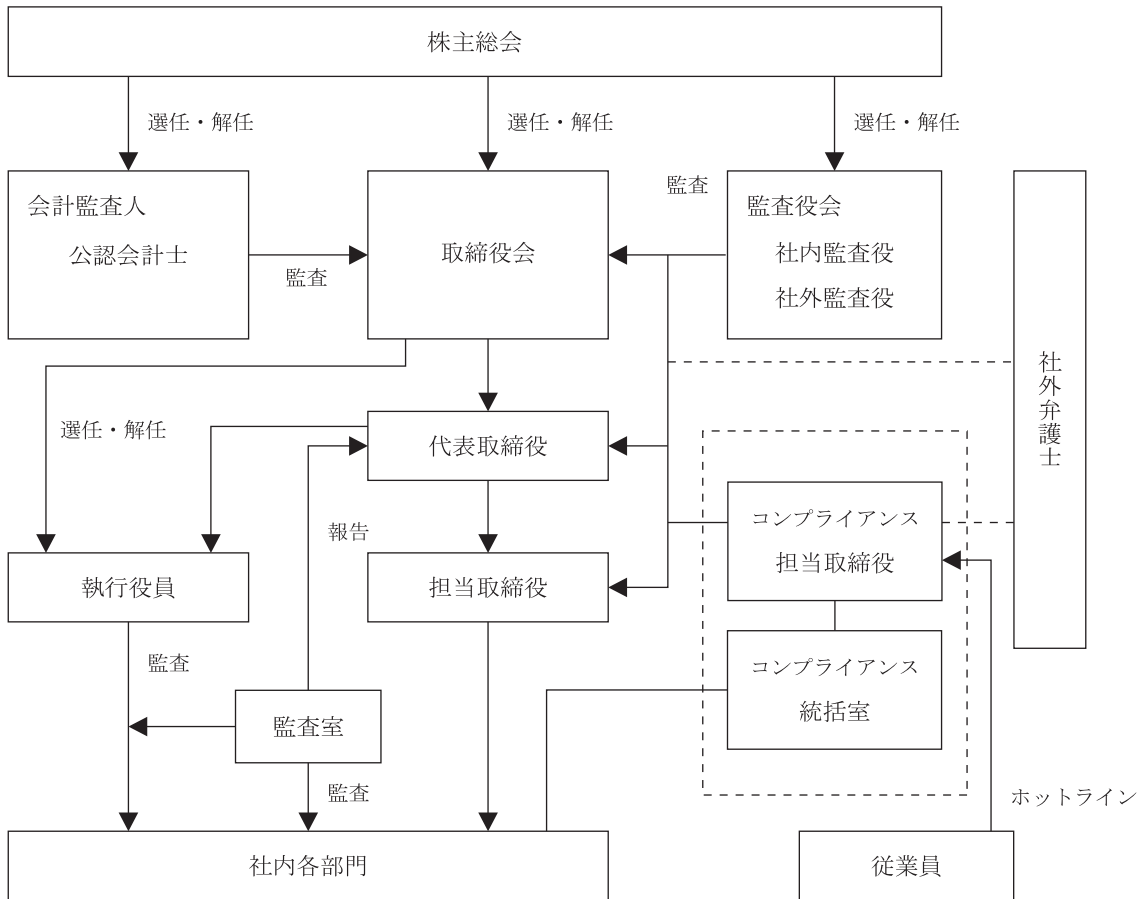 株主総会
選任・解任
選任・解任
選任・解任
会計監査人
公認会計士
監査
取締役会
監査
監査役会
社内監査役
社外監査役
社外弁護士
選任・解任
代表取締役
報告
コンプライアンス
担当取締役
執行役員
担当取締役
監査
コンプライアンス
統括室
監査室
監査
ホットライン
社内各部門
従業員